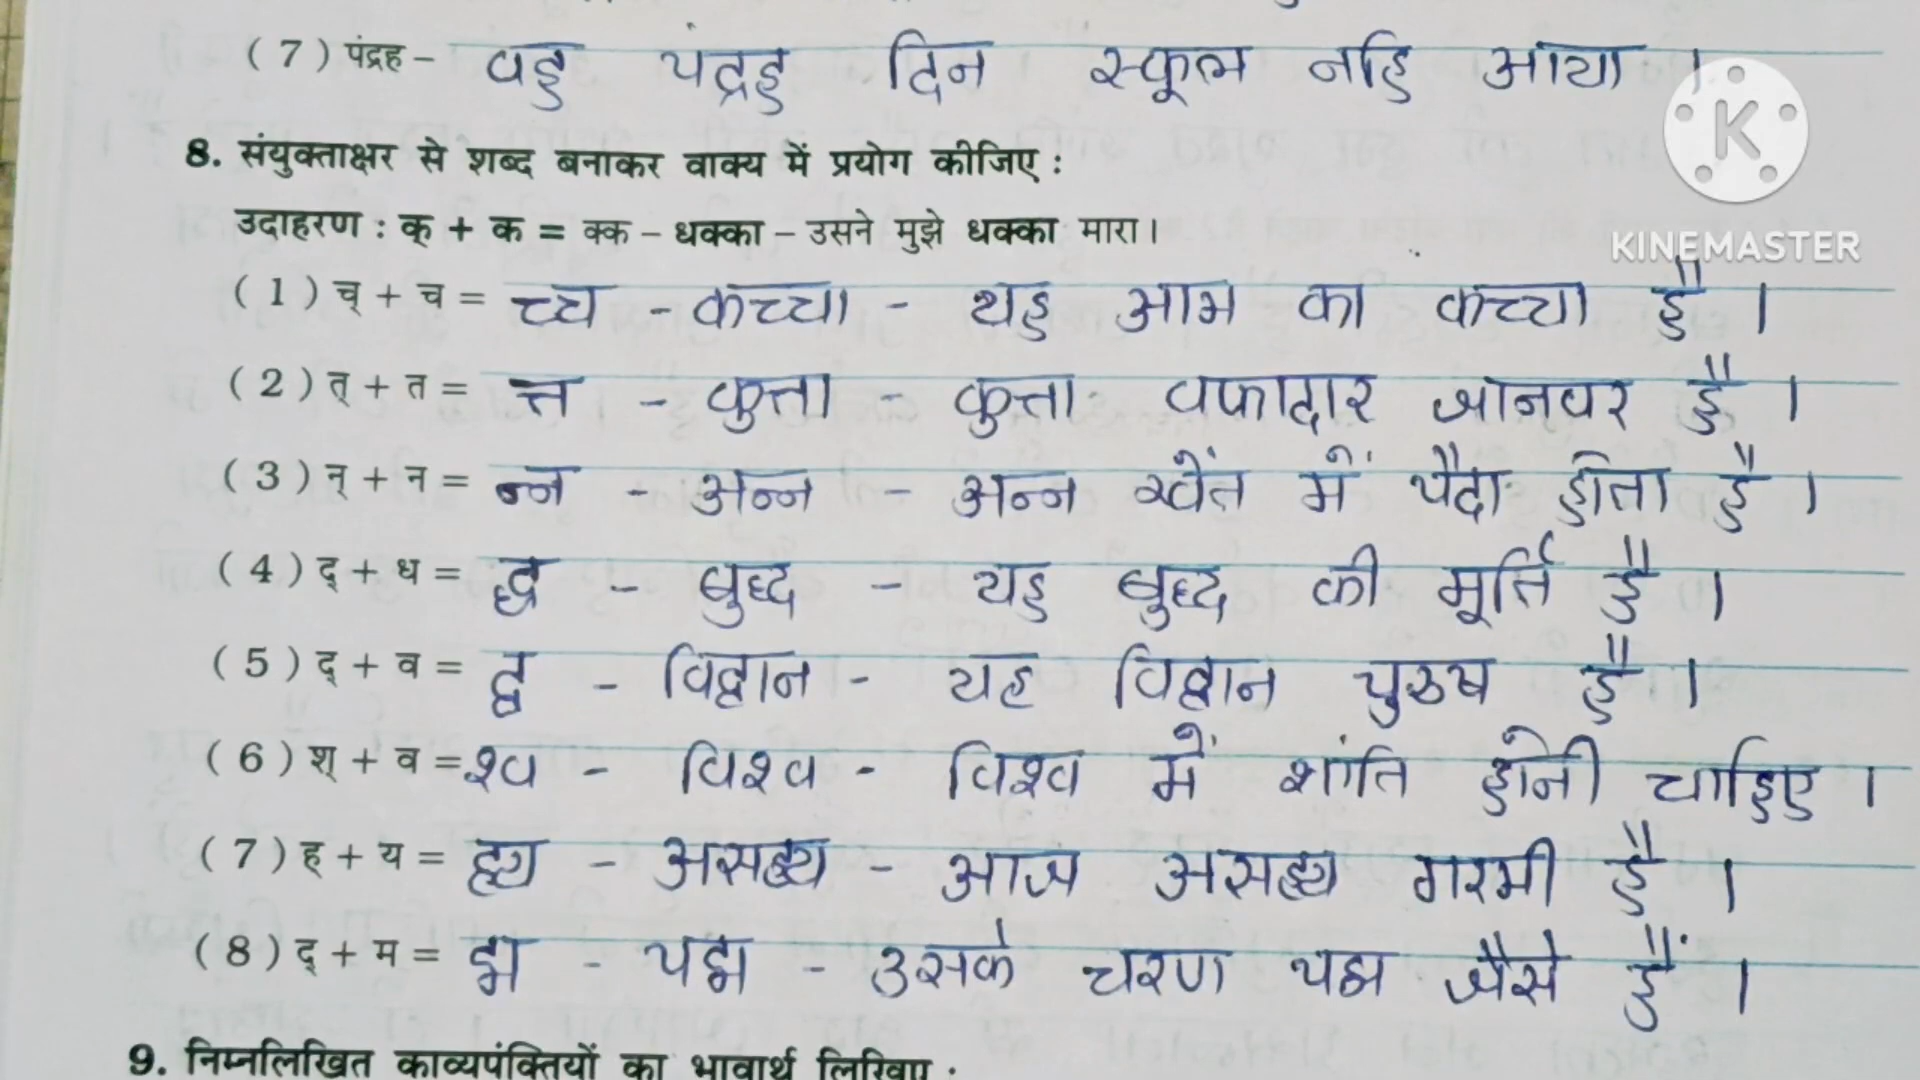 ( 7 ) पंद्रह – वह पंद्रह दिन स्कूल नहि आया ।
8. संयुक्ताक्षर से शब्द बनाकर वाक्य में प्रयोग कीजिए :
उदाहरण : क् + क = क्क – धक्का – उसने मुझे धक्का मारा।
KINEMASTER
( 1 ) च् + च = च्च - कच्चा - यह आम का कच्चा है ।
( 2 ) त् + त = त्त - कुत्ता - कुत्ता वफादार जानवर है ।
( 3 ) न् + न = न्न - अन्न - अन्न खेंत में पैदा होता है ।
( 4 ) द् + ध = द्ध - बुद्ध - यह बुद्ध की मूर्ति है ।
( 5 ) द् + व = द्व - विद्वान - यह विद्वान पुरुष है ।
( 6 ) श् + व = श्व - विश्व - विश्व में शांति होनी चाहिए ।
( 7 ) ह् + य = ह्य - असह्य - आज असह्य गरमी है ।
( 8 ) द् + म = द्म - पद्म - उसके चरण पद्म जैसे हैं ।
9. निम्नलिखित काव्यपंक्तियों का भावार्थ लिखिए :